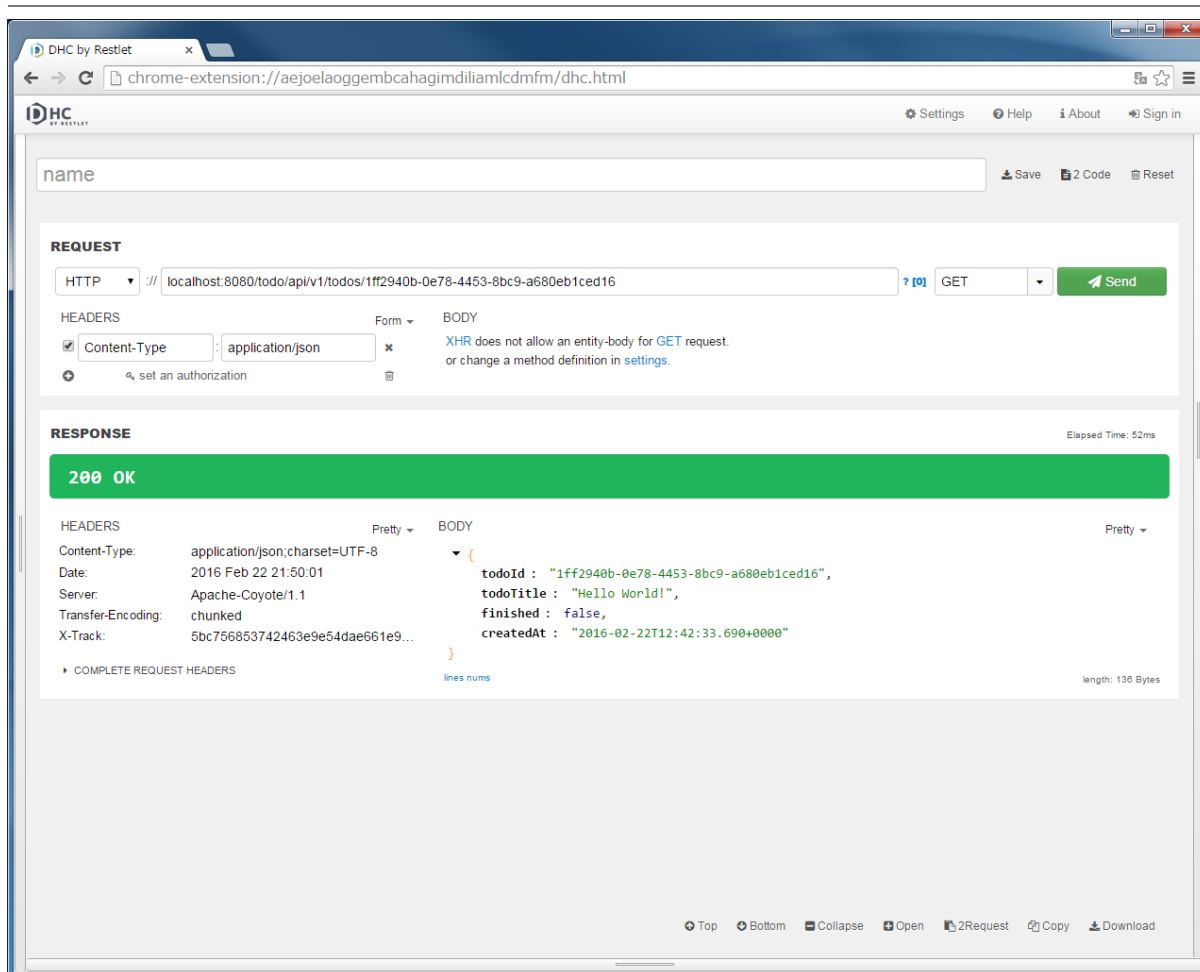 DHC by Restlet
chrome-extension://aejoelaoggembcahagimdiliamlcdmfm/dhc.html
DHC
BY RESTLET
Settings Help About Sign in
name
Save 2 Code Reset
REQUEST
HTTP :// localhost:8080/todo/api/v1/todos/1ff2940b-0e78-4453-8bc9-a680eb1ced16 ? [0] GET Send
HEADERS Form BODY
Content-Type : application/json
XHR does not allow an entity-body for GET request.
or change a method definition in settings.
set an authorization
RESPONSE
Elapsed Time: 52ms
200 OK
HEADERS Pretty BODY Pretty
Content-Type: application/json;charset=UTF-8
Date: 2016 Feb 22 21:50:01
Server: Apache-Coyote/1.1
Transfer-Encoding: chunked
X-Track: 5bc756853742463e9e54dae661e9...
COMPLETE REQUEST HEADERS
{
todoId : "1ff2940b-0e78-4453-8bc9-a680eb1ced16",
todoTitle : "Hello World!",
finished : false,
createdAt : "2016-02-22T12:42:33.690+0000"
}
lines nums
length: 136 Bytes
Top Bottom Collapse Open 2Request Copy Download